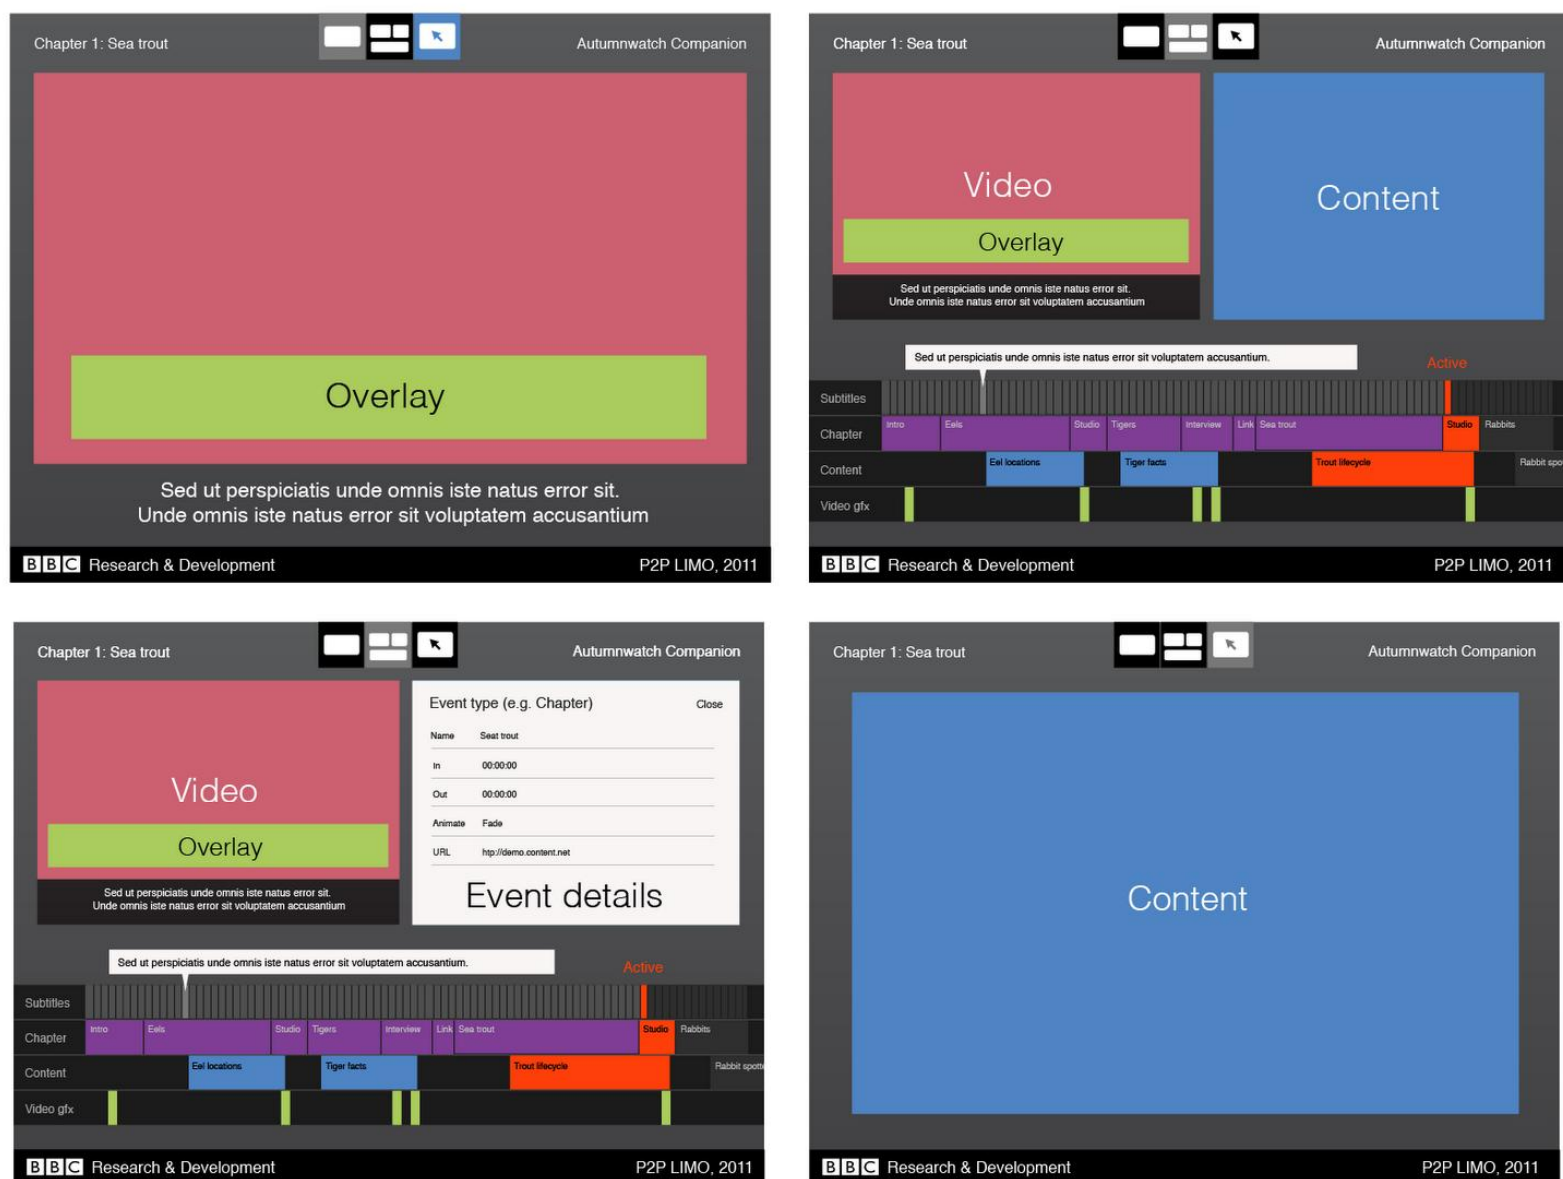 Chapter 1: Sea trout
Autumnwatch Companion
Overlay
Sed ut perspiciatis unde omnis iste natus error sit.
Unde omnis iste natus error sit voluptatem accusantium
BBC Research & Development
P2P LIMO, 2011
Chapter 1: Sea trout
Autumnwatch Companion
Video
Overlay
Content
Sed ut perspiciatis unde omnis iste natus error sit.
Unde omnis iste natus error sit voluptatem accusantium
Sed ut perspiciatis unde omnis iste natus error sit voluptatem accusantium.
Active
Subtitles
Chapter Intro Eels Studio Tigers Interview Link Sea trout Studio Rabbits
Content Eel locations Tiger facts Trout lifecycle Rabbit spo
Video gfx
BBC Research & Development
P2P LIMO, 2011
Chapter 1: Sea trout
Autumnwatch Companion
Video
Overlay
Sed ut perspiciatis unde omnis iste natus error sit.
Unde omnis iste natus error sit voluptatem accusantium
Event type (e.g. Chapter) Close
Name Seat trout
In 00:00:00
Out 00:00:00
Animate Fade
URL http://demo.content.net
Event details
Sed ut perspiciatis unde omnis iste natus error sit voluptatem accusantium.
Active
Subtitles
Chapter Intro Eels Studio Tigers Interview Link Sea trout Studio Rabbits
Content Eel locations Tiger facts Trout lifecycle Rabbit spotte
Video gfx
BBC Research & Development
P2P LIMO, 2011
Chapter 1: Sea trout
Autumnwatch Companion
Content
BBC Research & Development
P2P LIMO, 2011